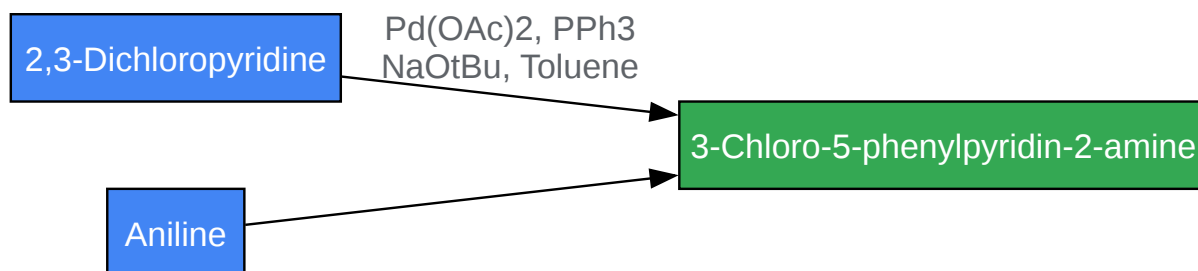 Pd(OAc)2, PPh3
NaOtBu, Toluene
2,3-Dichloropyridine
3-Chloro-5-phenylpyridin-2-amine
Aniline